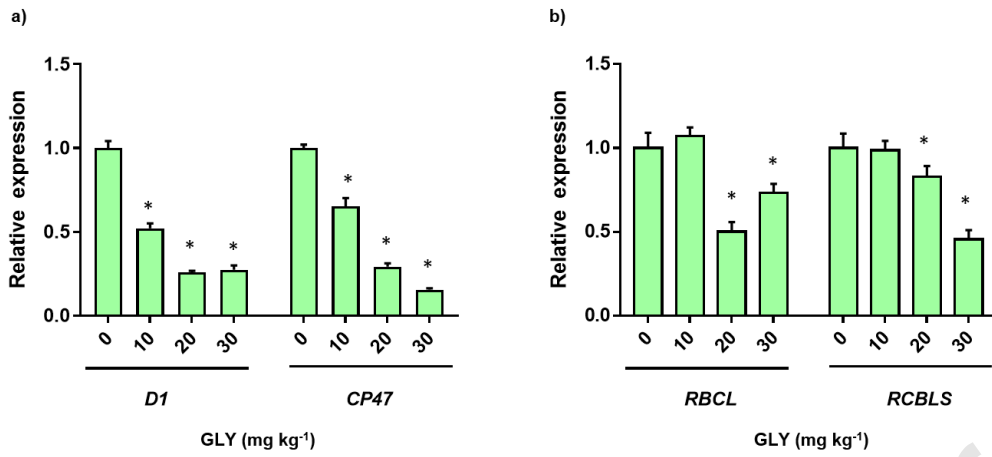 a)
Relative expression
1.5
1.0
0.5
0.0
* * *
* * *
0 10 20 30 0 10 20 30
D1 CP47
GLY (mg kg-1)
b)
Relative expression
1.5
1.0
0.5
0.0
* *
* *
0 10 20 30 0 10 20 30
RBCL RCBLS
GLY (mg kg-1)